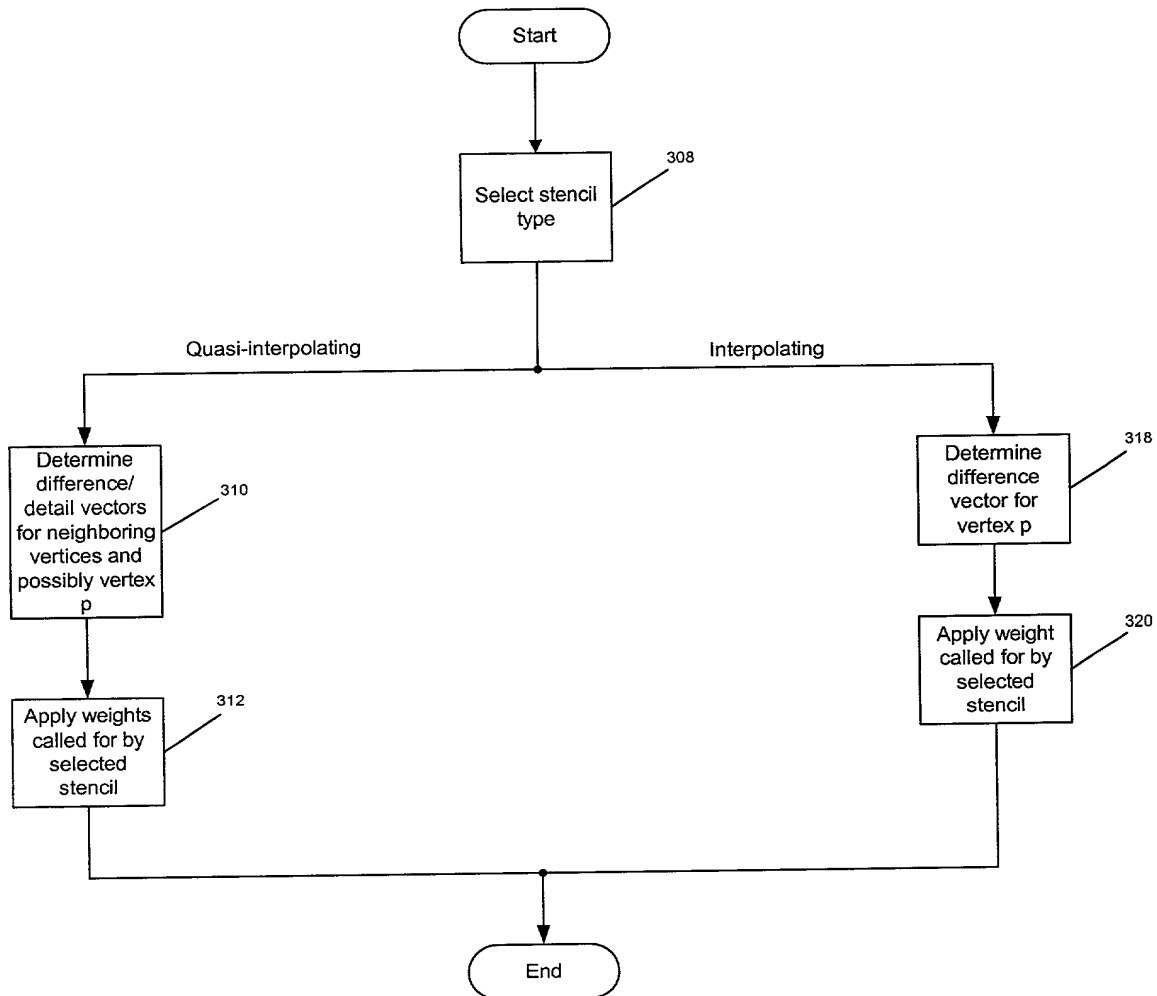 Start
308
Select stencil
type
Quasi-interpolating
Interpolating
Determine
difference/
detail vectors
for neighboring
vertices and
possibly vertex
p
310
Determine
difference
vector for
vertex p
318
Apply weights
called for by
selected
stencil
312
Apply weight
called for by
selected
stencil
320
End